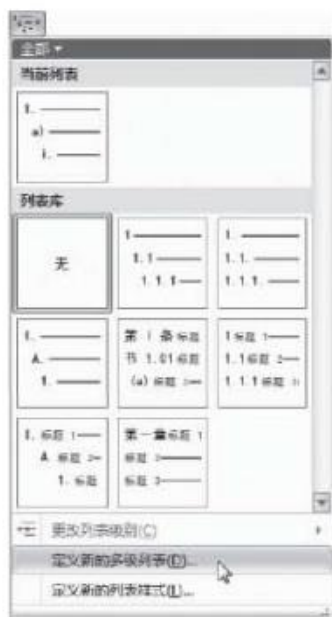 全部
当前列表
1.
a)
i.
列表库
无
1
1.1
1.1.1
1.
1.1.
1.1.1.
I.
A.
1.
第 I 条 标题
节 1.01 标题
(a) 标题 3
1 标题 1
1.1 标题 2
1.1.1 标题 3
I. 标题 1
A. 标题 2
1. 标题
第一章 标题 1
标题 2
标题 3
更改列表级别(C)
定义新的多级列表(D)...
定义新的列表样式(L)...